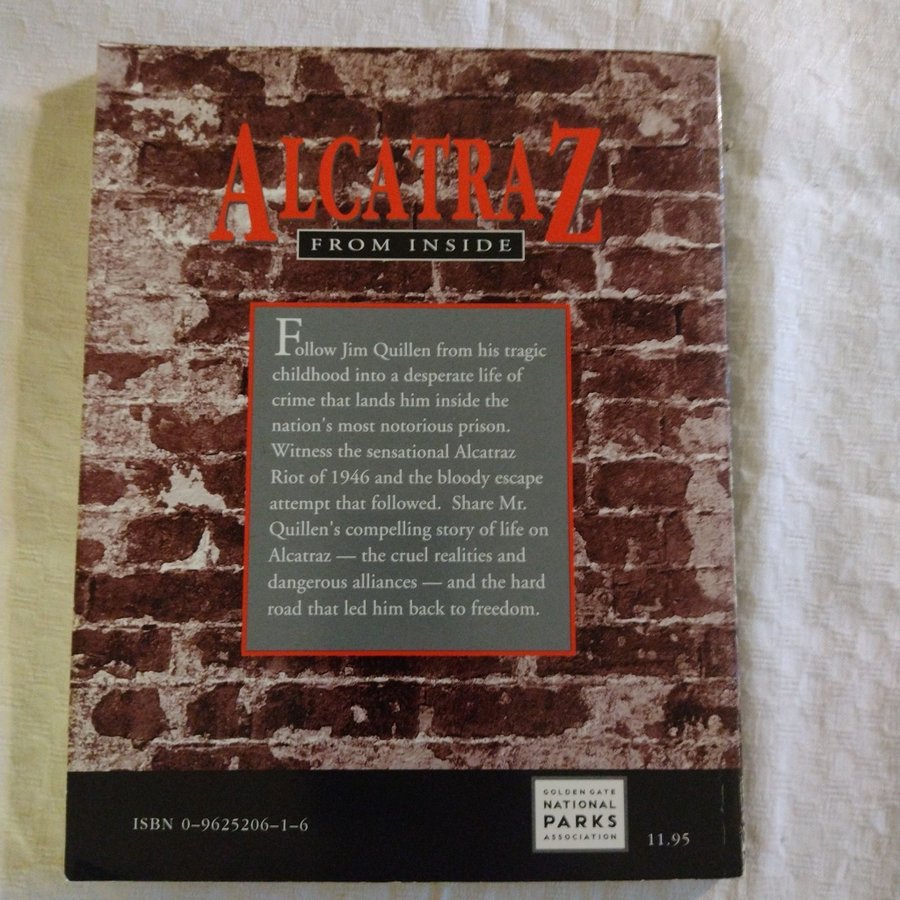 ALCATRAZ
FROM INSIDE
Follow Jim Quillen from his tragic
childhood into a desperate life of
crime that lands him inside the
nation's most notorious prison.
Witness the sensational Alcatraz
Riot of 1946 and the bloody escape
attempt that followed. Share Mr.
Quillen's compelling story of life on
Alcatraz — the cruel realities and
dangerous alliances — and the hard
road that led him back to freedom.
ISBN 0-9625206-1-6
GOLDEN GATE
NATIONAL
PARKS
ASSOCIATION
11.95